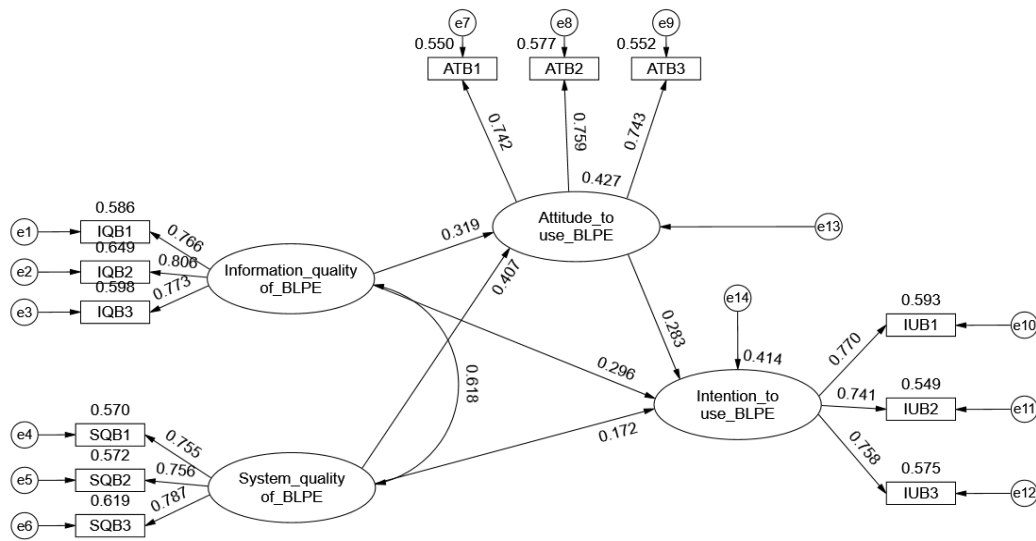 e7
e8
e9
0.550
0.577
0.552
ATB1
ATB2
ATB3
0.742
0.759
0.743
0.427
Attitude_to
use_BLPE
e13
0.586
e1
IQB1
0.766
0.649
e2
IQB2
0.806
0.598
e3
IQB3
0.773
Information_quality
of_BLPE
0.319
0.407
0.283
e14
0.414
0.296
0.618
0.172
Intention_to
use_BLPE
0.593
0.770
IUB1
e10
0.549
0.741
IUB2
e11
0.575
0.758
IUB3
e12
0.570
e4
SQB1
0.755
0.572
e5
SQB2
0.756
0.619
e6
SQB3
0.787
System_quality
of_BLPE